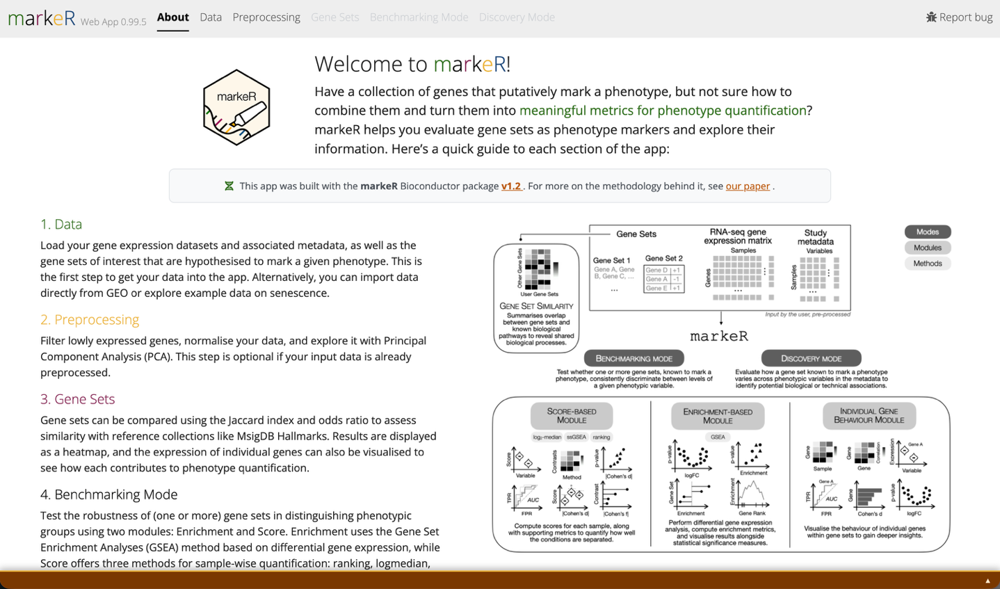 markeR Web App 0.99.5 About Data Preprocessing Gene Sets Benchmarking Mode Discovery Mode Report bug
markeR
Welcome to markeR!
Have a collection of genes that putatively mark a phenotype, but not sure how to
combine them and turn them into meaningful metrics for phenotype quantification?
markeR helps you evaluate gene sets as phenotype markers and explore their
information. Here’s a quick guide to each section of the app:
This app was built with the markeR Bioconductor package v1.2 . For more on the methodology behind it, see our paper .
1. Data
Load your gene expression datasets and associated metadata, as well as the
gene sets of interest that are hypothesised to mark a given phenotype. This is
the first step to get your data into the app. Alternatively, you can import data
directly from GEO or explore example data on senescence.
2. Preprocessing
Filter lowly expressed genes, normalise your data, and explore it with Principal
Component Analysis (PCA). This step is optional if your input data is already
preprocessed.
3. Gene Sets
Gene sets can be compared using the Jaccard index and odds ratio to assess
similarity with reference collections like MsigDB Hallmarks. Results are displayed
as a heatmap, and the expression of individual genes can also be visualised to
see how each contributes to phenotype quantification.
4. Benchmarking Mode
Test the robustness of (one or more) gene sets in distinguishing phenotypic
groups using two modules: Enrichment and Score. Enrichment uses the Gene Set
Enrichment Analyses (GSEA) method based on differential gene expression, while
Score offers three methods for sample-wise quantification: ranking, logmedian,
Gene Sets
Gene Set 1
Gene A, Gene
B, Gene C, ...
...
Gene Set 2
Gene D +1
Gene A -1
Gene E +1
RNA-seq gene
expression matrix
Samples
Genes
...
...
Study
metadata
Variables
Samples
...
...
Input by the user, pre-processed
Modes
Modules
Methods
Other Gene Sets
User Gene Sets
GENE SET SIMILARITY
Summarises overlap
between gene sets and
known biological
pathways to reveal shared
biological processes.
markeR
BENCHMARKING MODE
Test whether one or more gene sets, known to mark a
phenotype, consistently discriminate between levels of
a given phenotypic variable.
DISCOVERY MODE
Evaluate how a gene set known to mark a phenotype
varies across phenotypic variables in the metadata to
identify potential biological or technical associations.
SCORE-BASED
MODULE
log₂-median ssGSEA ranking
Score
Variable
Contrasts
Method
p-value
|Cohen's d|
TPR
AUC
FPR
Score
|Cohen's d|
Contrast
|Cohen's f|
Compute scores for each sample, along
with supporting metrics to quantify how well
the conditions are separated.
ENRICHMENT-BASED
MODULE
GSEA
p-value
logFC
p-value
Enrichment
Gene Set
Enrichment
Enrichment
Gene Rank
Perform differential gene expression
analysis, compute enrichment metrics,
and visualise results alongside
statistical significance measures.
INDIVIDUAL GENE
BEHAVIOUR MODULE
Gene
Sample
Gene
Gene
Correlation
Expression
Gene A
Variable
TPR
Gene A
AUC
FPR
Gene
Cohen's d
p-value
logFC
Visualise the behaviour of individual genes
within gene sets to gain deeper insights.